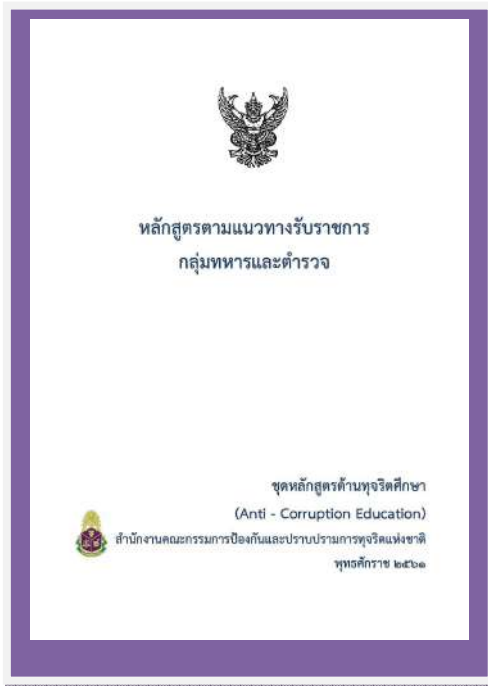 หลักสูตรตามแนวทางรับราชการ
กลุ่มทหารและตำรวจ
ชุดหลักสูตรต้านทุจริตศึกษา
(Anti - Corruption Education)
สำนักงานคณะกรรมการป้องกันและปราบปรามการทุจริตแห่งชาติ
พุทธศักราช ๒๕๖๑